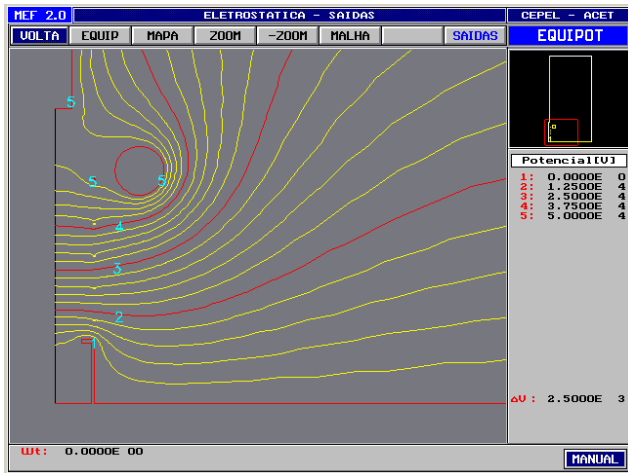 MEF 2.0 ELETROSTATICA - SAIDAS CEPEL - ACET
VOLTA EQUIP MAPA ZOOM -ZOOM MALHA SAIDAS EQUIPOT
5
5
5
4
3
2
1
Potencial[V]
1: 0.0000E 0
2: 1.2500E 4
3: 2.5000E 4
4: 3.7500E 4
5: 5.0000E 4
ΔV: 2.5000E 3
Wt: 0.0000E 00
MANUAL